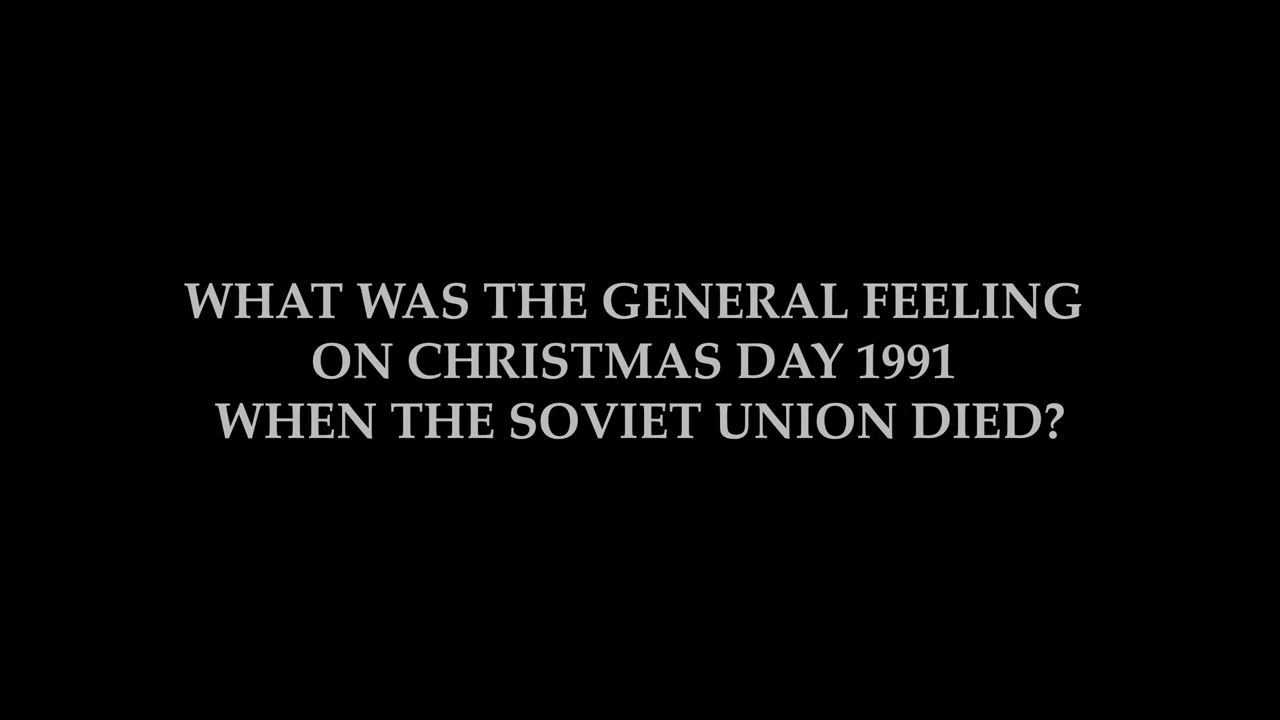 WHAT WAS THE GENERAL FEELING
ON CHRISTMAS DAY 1991
WHEN THE SOVIET UNION DIED?